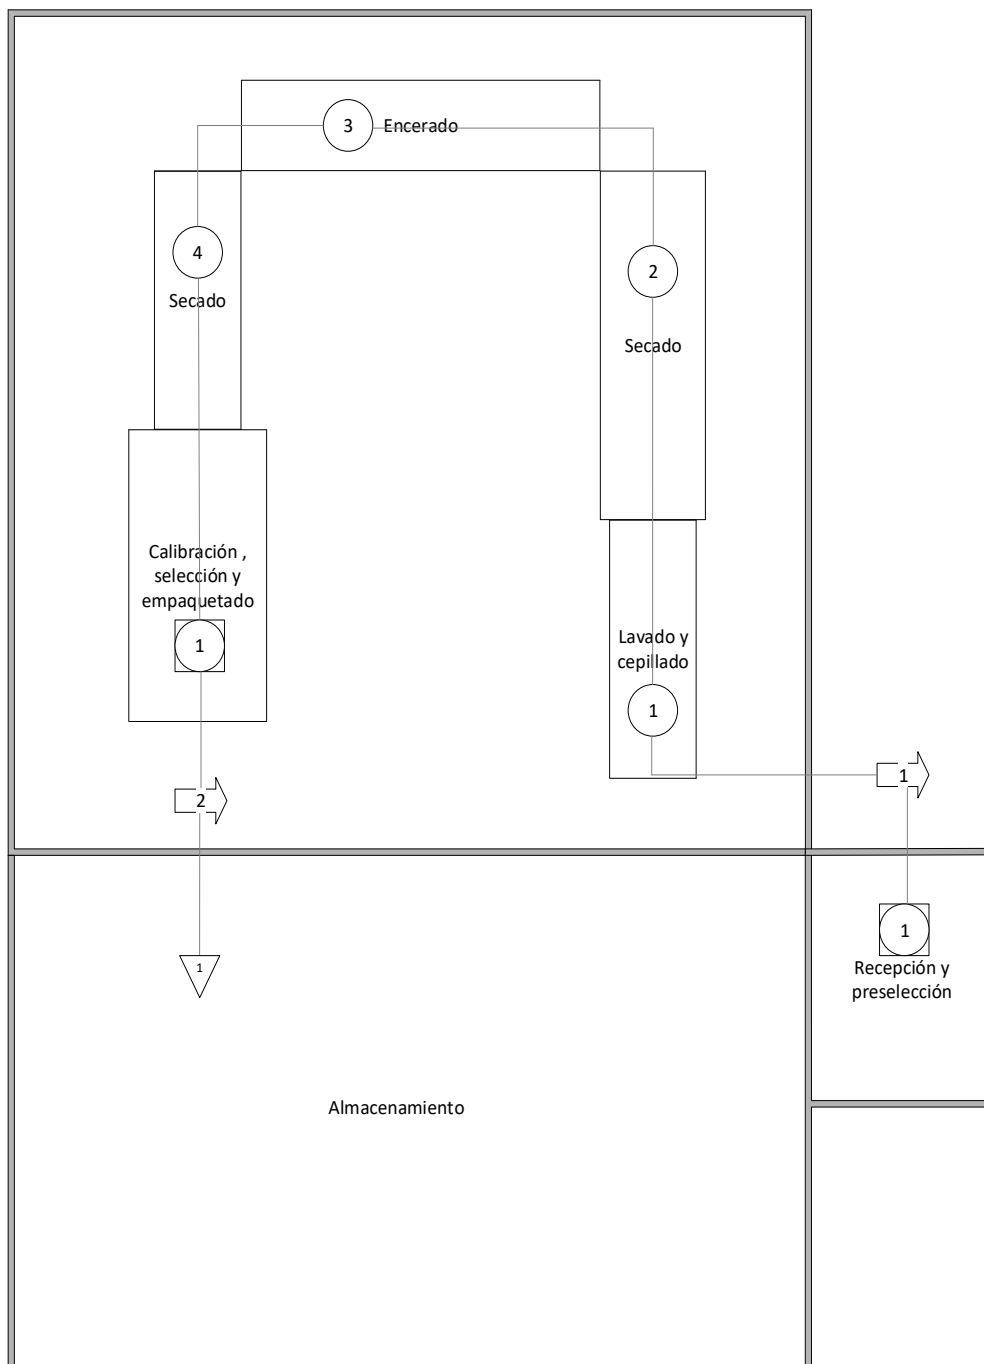 3
Encerado
4
Secado
2
Secado
Calibración ,
selección y
empaquetado
1
Lavado y
cepillado
1
1
2
1
Recepción y
preselección
1
Almacenamiento